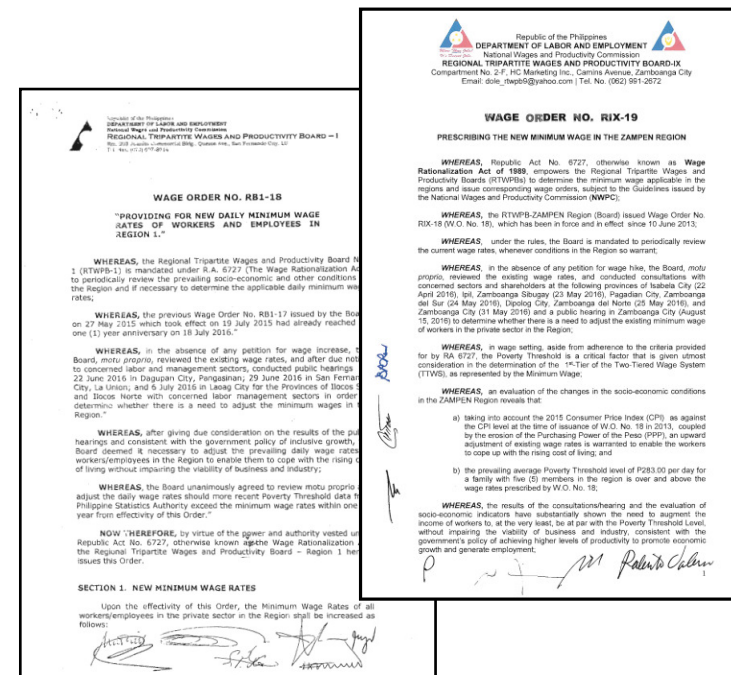 Republic of the Philippines
DEPARTMENT OF LABOR AND EMPLOYMENT
National Wages and Productivity Commission
REGIONAL TRIPARTITE WAGES AND PRODUCTIVITY BOARD – I
WAGE ORDER NO. RB1-18
"PROVIDING FOR NEW DAILY MINIMUM WAGE
RATES OF WORKERS AND EMPLOYEES IN
REGION 1."
WHEREAS, the Regional Tripartite Wages and Productivity Board N
1 (RTWPB-1) is mandated under R.A. 6727 (The Wage Rationalization Ac
to periodically review the prevailing socio-economic and other conditions
the Region and if necessary to determine the applicable daily minimum wa
rates;
WHEREAS, the previous Wage Order No. RB1-17 issued by the Boa
on 27 May 2015 which took effect on 19 July 2015 had already reached
one (1) year anniversary on 18 July 2016."
WHEREAS, in the absence of any petition for wage increase, t
Board, motu proprio, reviewed the existing wage rates, and after due not
to concerned labor and management sectors, conducted public hearings
22 June 2016 in Dagupan City, Pangasinan; 29 June 2016 in San Fernan
City, La Union; and 6 July 2016 in Laoag City for the Provinces of Ilocos S
and Ilocos Norte with concerned labor management sectors in order
determine whether there is a need to adjust the minimum wages in t
Region."
WHEREAS, after giving due consideration on the results of the pu
hearings and consistent with the government policy of inclusive growth,
Board deemed it necessary to adjust the prevailing daily wage rates
workers/employees in the Region to enable them to cope with the rising c
of living without impairing the viability of business and industry;
WHEREAS, the Board unanimously agreed to review motu proprio
adjust the daily wage rates should more recent Poverty Threshold data f
Philippine Statistics Authority exceed the minimum wage rates within one
year from effectivity of this Order."
NOW THEREFORE, by virtue of the power and authority vested un
Republic Act No. 6727, otherwise known as the Wage Rationalization
the Regional Tripartite Wages and Productivity Board – Region 1 her
issues this Order.
SECTION 1. NEW MINIMUM WAGE RATES
Upon the effectivity of this Order, the Minimum Wage Rates of all
workers/employees in the private sector in the Region shall be increased as
follows:
Republic of the Philippines
DEPARTMENT OF LABOR AND EMPLOYMENT
National Wages and Productivity Commission
REGIONAL TRIPARTITE WAGES AND PRODUCTIVITY BOARD-IX
Compartment No. 2-F, HC Marketing Inc., Camins Avenue, Zamboanga City
Email: dole_rtwpb9@yahoo.com | Tel. No. (062) 991-2672
WAGE ORDER NO. RIX-19
PRESCRIBING THE NEW MINIMUM WAGE IN THE ZAMPEN REGION
WHEREAS, Republic Act No. 6727, otherwise known as Wage
Rationalization Act of 1989, empowers the Regional Tripartite Wages and
Productivity Boards (RTWPBs) to determine the minimum wage applicable in the
regions and issue corresponding wage orders, subject to the Guidelines issued by
the National Wages and Productivity Commission (NWPC);
WHEREAS, the RTWPB-ZAMPEN Region (Board) issued Wage Order No.
RIX-18 (W.O. No. 18), which has been in force and in effect since 10 June 2013;
WHEREAS, under the rules, the Board is mandated to periodically review
the current wage rates, whenever conditions in the Region so warrant;
WHEREAS, in the absence of any petition for wage hike, the Board, motu
proprio, reviewed the existing wage rates, and conducted consultations with
concerned sectors and shareholders at the following provinces of Isabela City (22
April 2016), Ipil, Zamboanga Sibugay (23 May 2016), Pagadian City, Zamboanga
del Sur (24 May 2016), Dipolog City, Zamboanga del Norte (25 May 2016), and
Zamboanga City (31 May 2016) and a public hearing in Zamboanga City (August
15, 2016) to determine whether there is a need to adjust the existing minimum wage
of workers in the private sector in the Region;
WHEREAS, in wage setting, aside from adherence to the criteria provided
for by RA 6727, the Poverty Threshold is a critical factor that is given utmost
consideration in the determination of the 1st-Tier of the Two-Tiered Wage System
(TTWS), as represented by the Minimum Wage;
WHEREAS, an evaluation of the changes in the socio-economic conditions
in the ZAMPEN Region reveals that:
a) taking into account the 2015 Consumer Price Index (CPI) as against
the CPI level at the time of issuance of W.O. No. 18 in 2013, coupled
by the erosion of the Purchasing Power of the Peso (PPP), an upward
adjustment of existing wage rates is warranted to enable the workers
to cope up with the rising cost of living; and
b) the prevailing average Poverty Threshold level of P283.00 per day for
a family with five (5) members in the region is over and above the
wage rates prescribed by W.O. No. 18;
WHEREAS, the results of the consultations/hearing and the evaluation of
socio-economic indicators have substantially shown the need to augment the
income of workers to, at the very least, be at par with the Poverty Threshold Level,
without impairing the viability of business and industry, consistent with the
government's policy of achieving higher levels of productivity to promote economic
growth and generate employment;
1